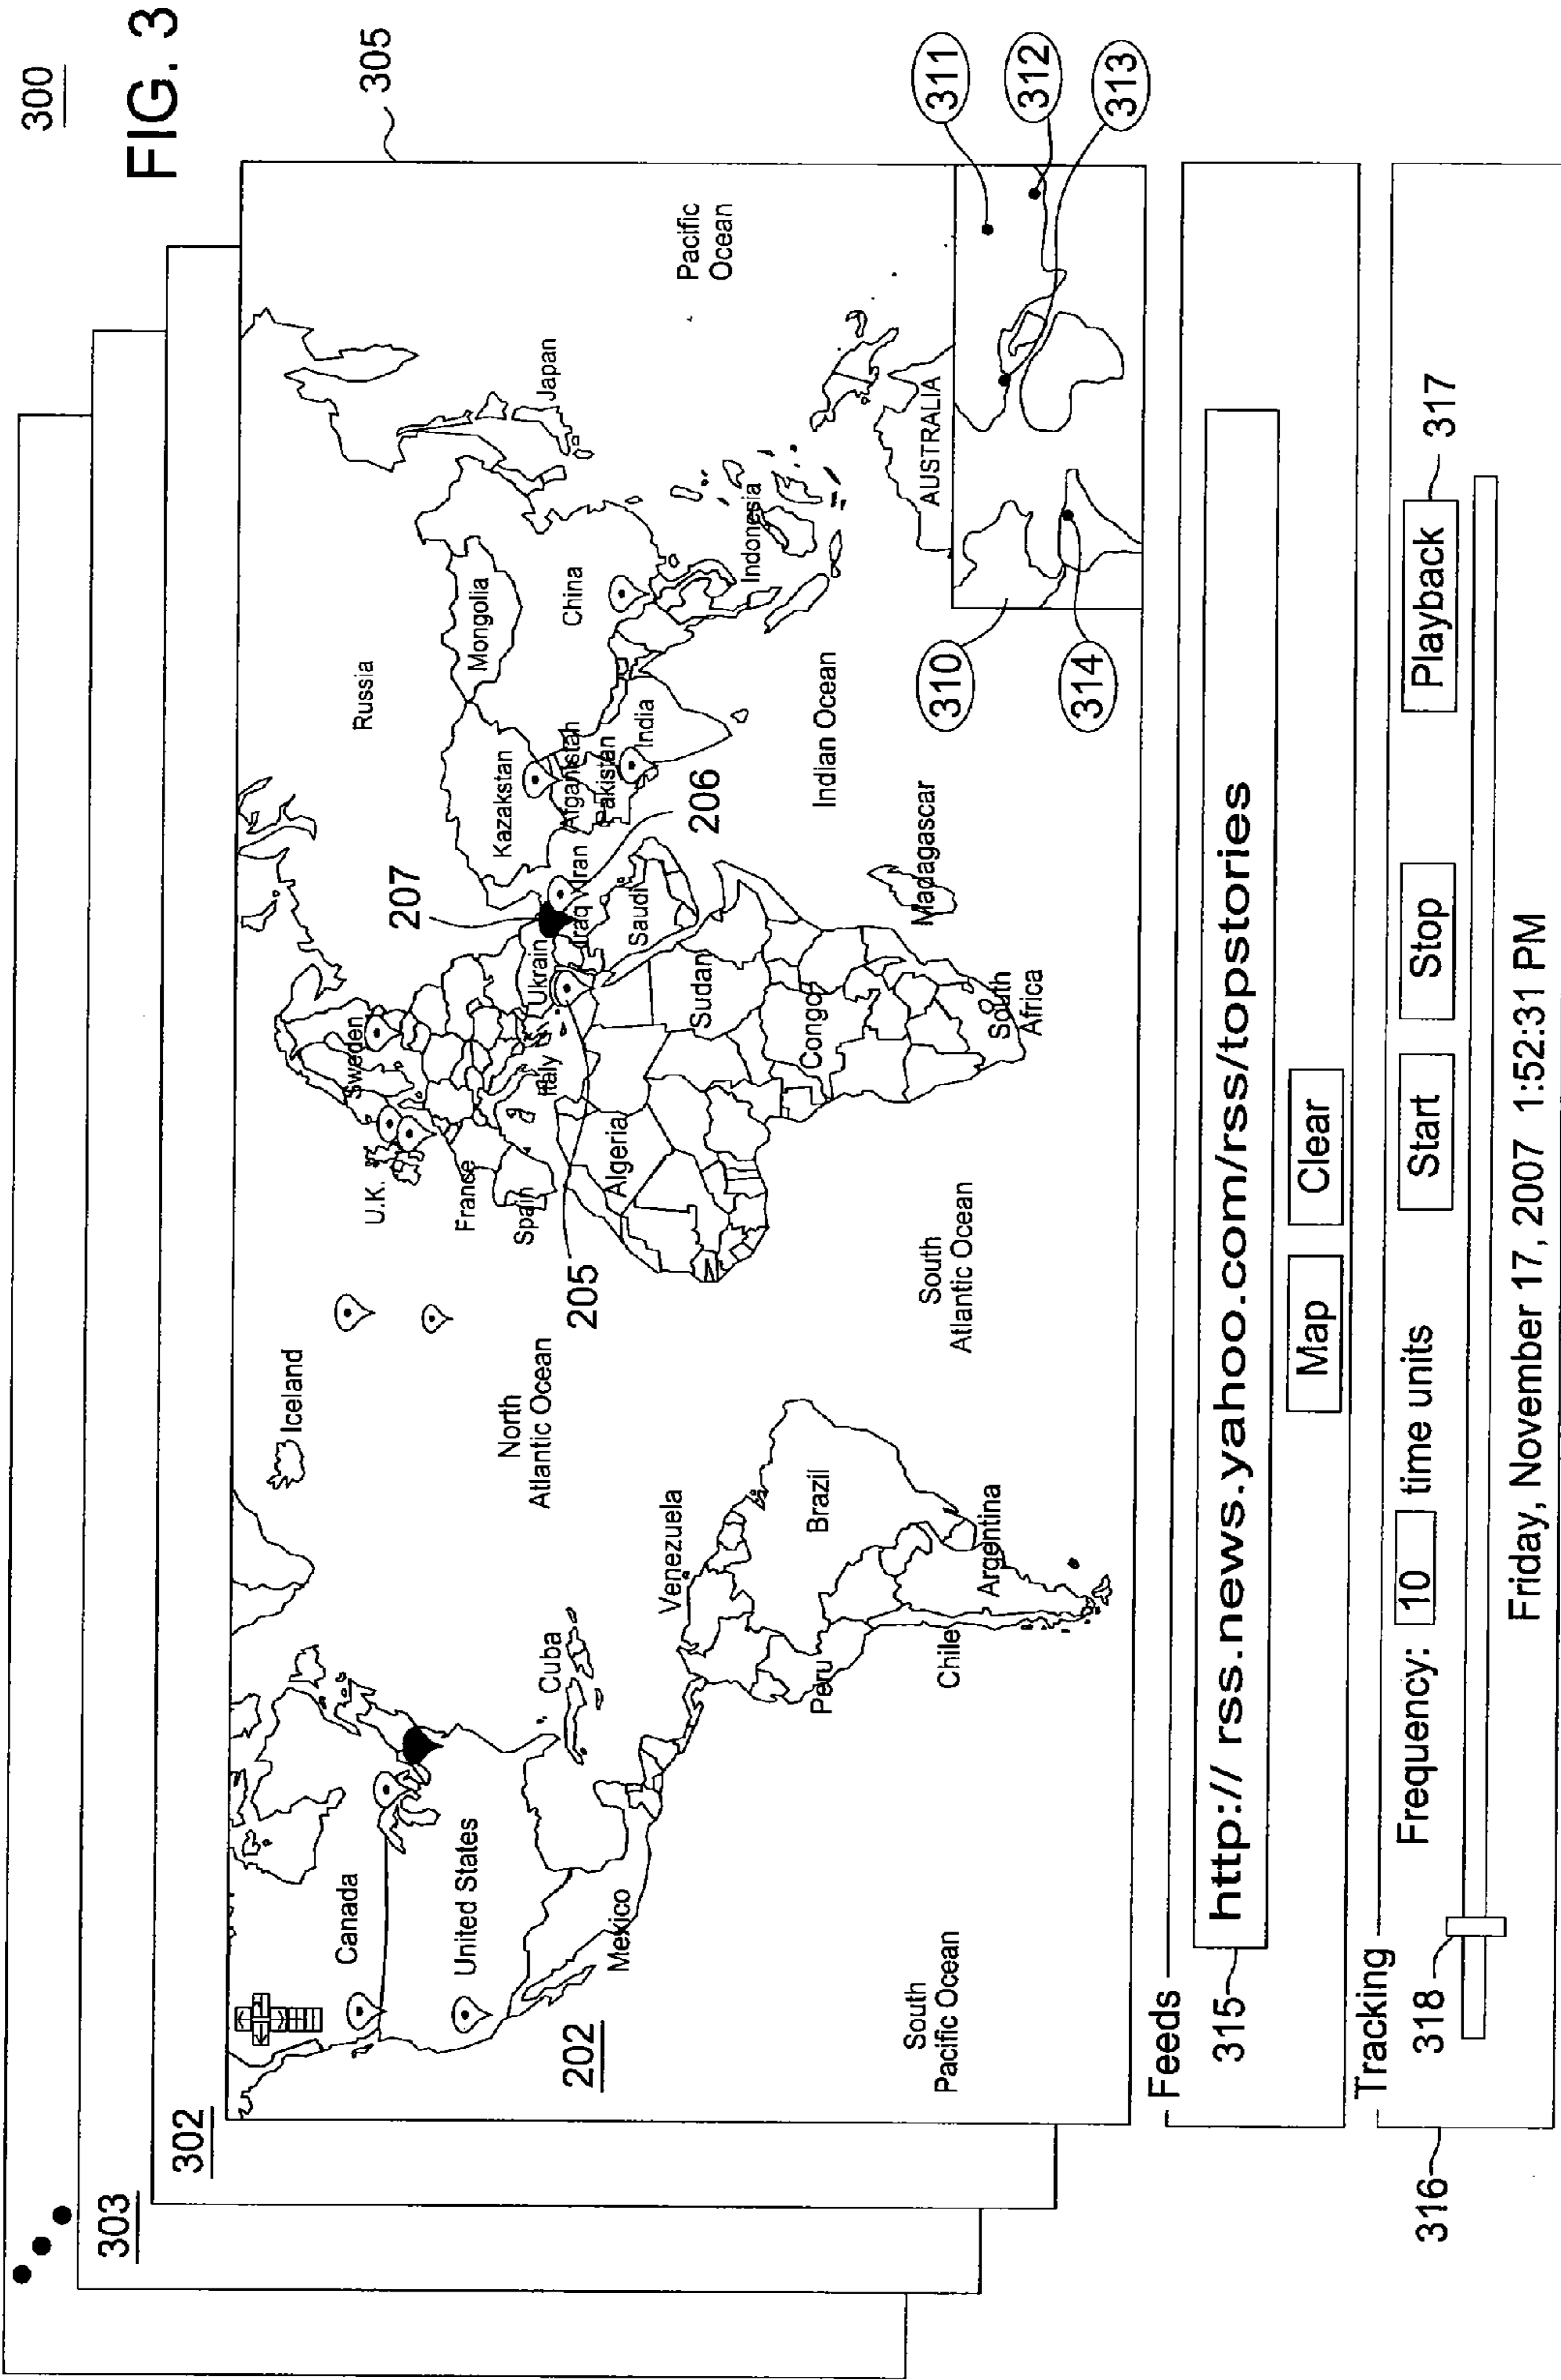 300
FIG. 3
303
302
305
Iceland
Canada
United States
Mexico
Cuba
202
North
Atlantic Ocean
Venezuela
Brazil
Peru
Chile
Argentina
South
Pacific Ocean
South
Atlantic Ocean
U.K.
Sweden
France
Spain
Italy
Ukrain
205
207
206
Algeria
Sudan
Congo
South
Africa
Madagascar
Saudi
Iraq
Iran
Russia
Kazakstan
Afganistan
Pakistan
India
Mongolia
China
Japan
Indonesia
Indian Ocean
Pacific
Ocean
AUSTRALIA
310
311
312
313
314
Feeds
315
http:// rss.news.yahoo.com/rss/topstories
Map
Clear
Tracking
316
318
Frequency: 10 time units
Start
Stop
Playback
317
Friday, November 17, 2007 1:52:31 PM